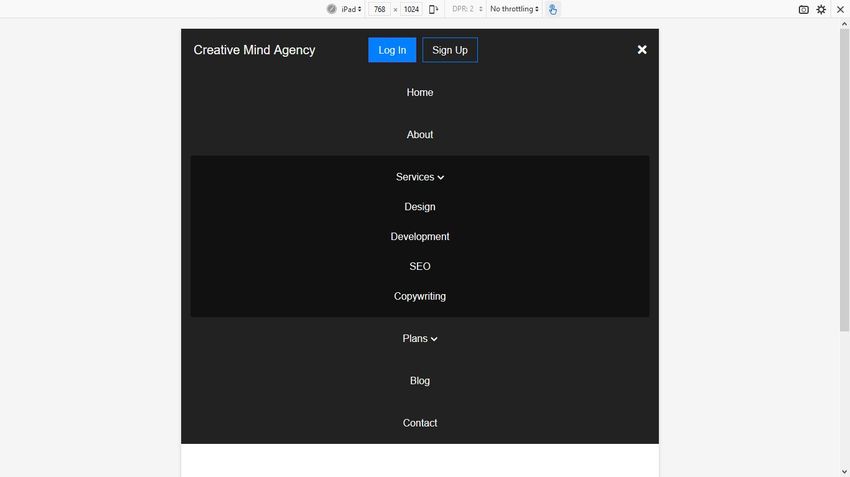 iPad 768 × 1024 DPR: 2 No throttling
Creative Mind Agency Log In Sign Up
Home
About
Services
Design
Development
SEO
Copywriting
Plans
Blog
Contact